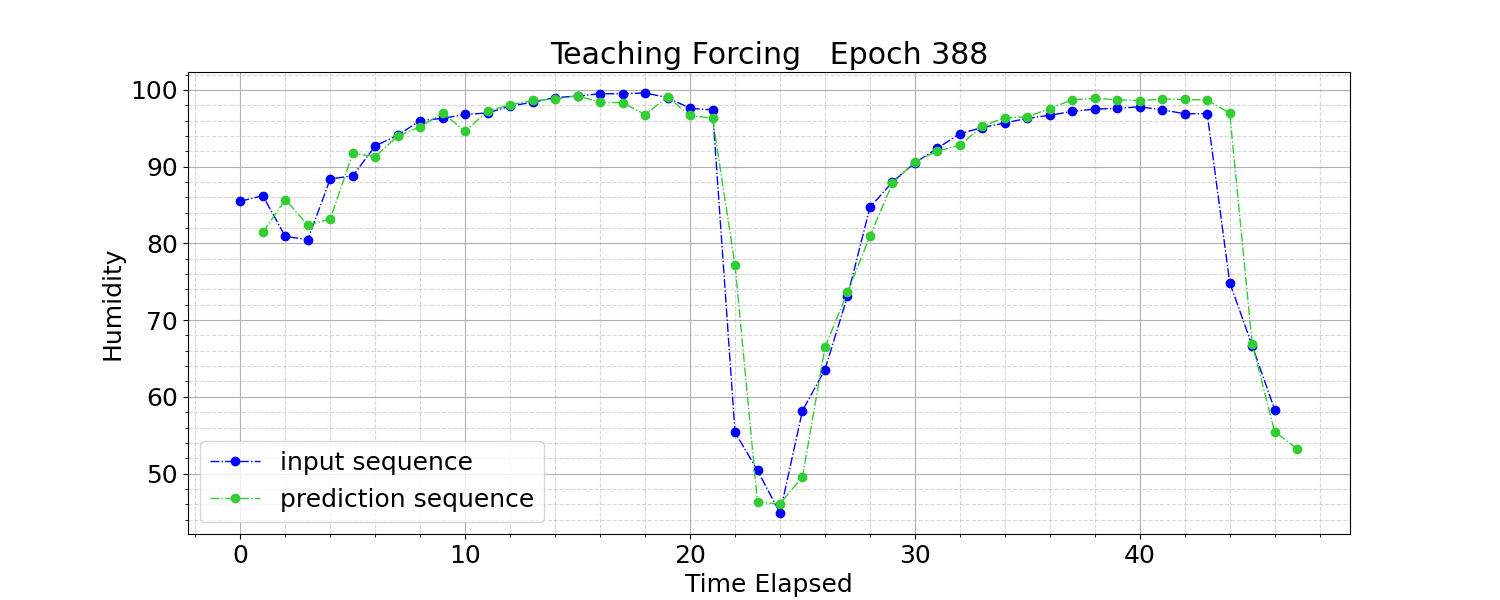 Teaching Forcing   Epoch 388
100
90
80
70
60
50
Humidity
input sequence
prediction sequence
0 10 20 30 40
Time Elapsed